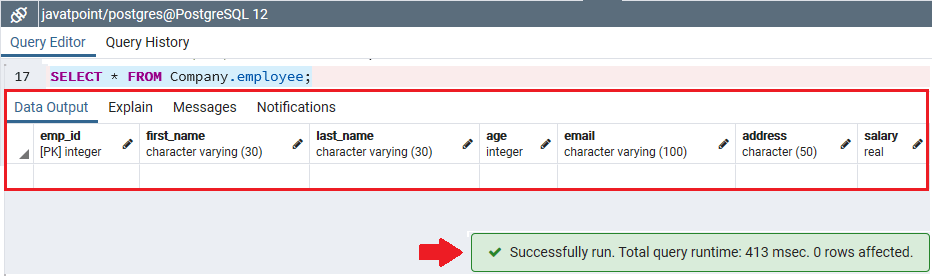 javatpoint/postgres@PostgreSQL 12
Query Editor Query History
17 SELECT * FROM Company.employee;
Data Output Explain Messages Notifications
emp_id first_name last_name age email address salary
[PK] integer character varying (30) character varying (30) integer character varying (100) character (50) real
Successfully run. Total query runtime: 413 msec. 0 rows affected.